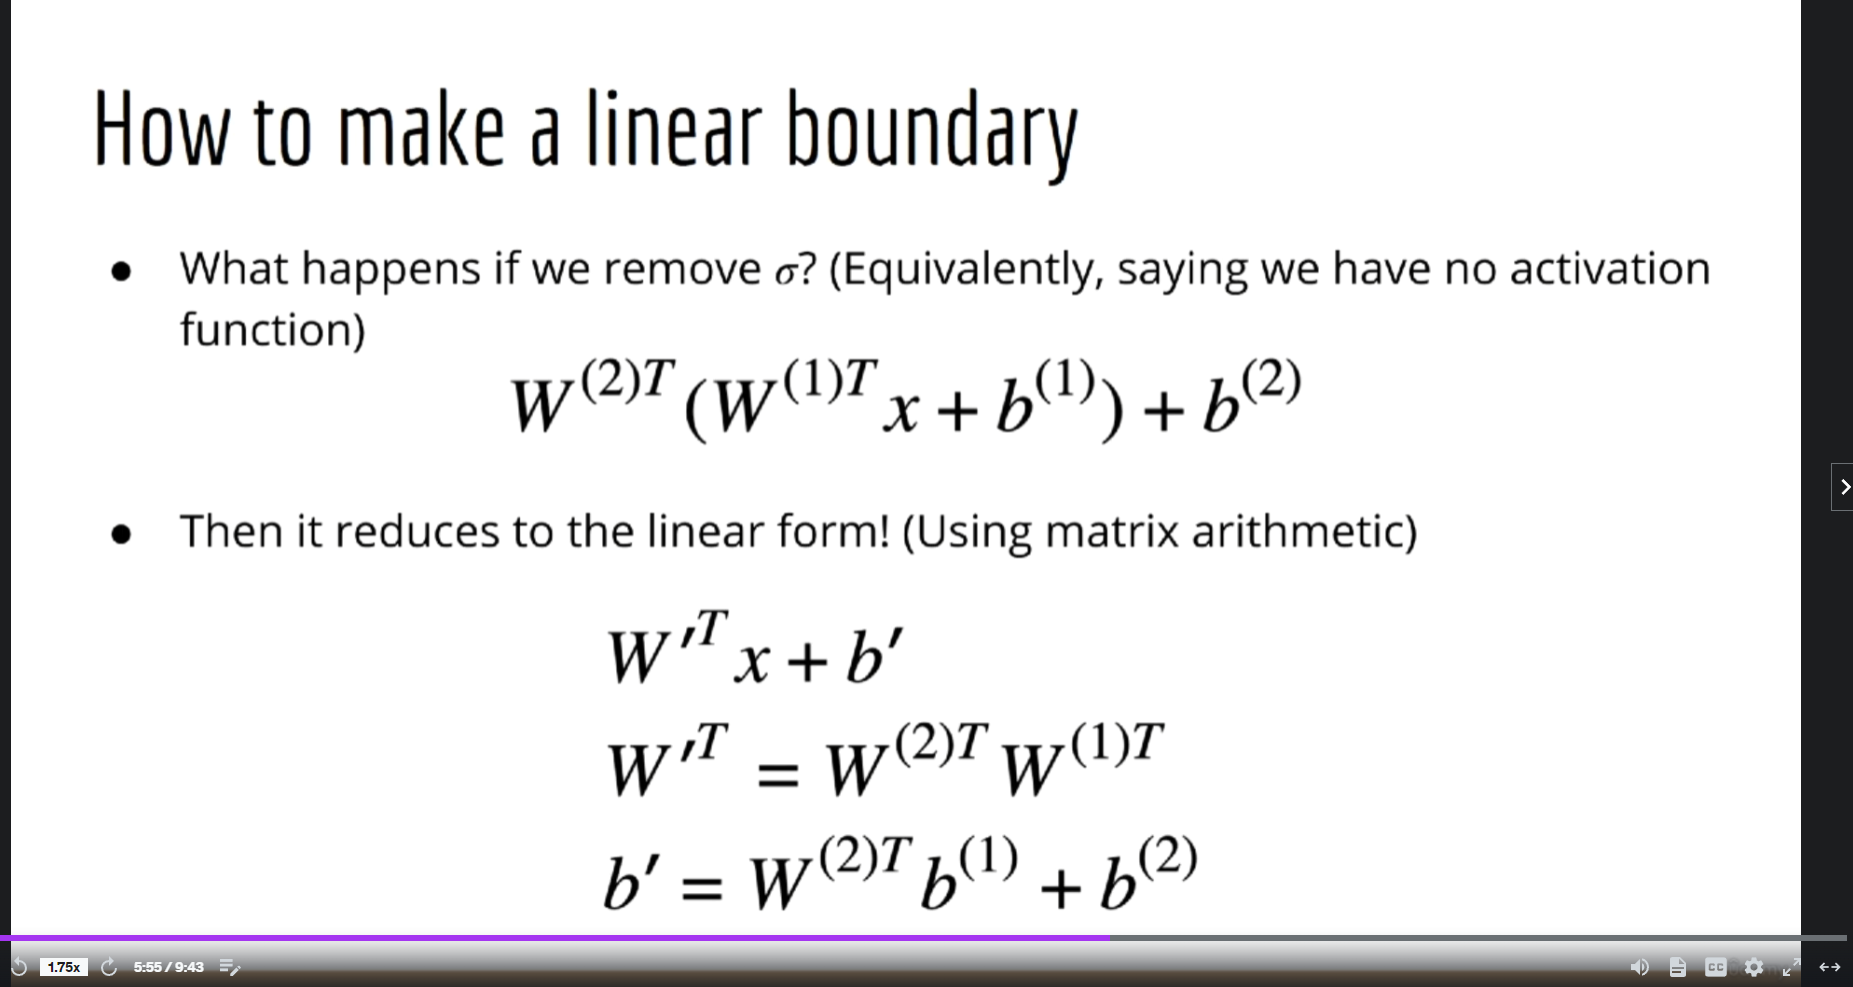 How to make a linear boundary
● What happens if we remove σ? (Equivalently, saying we have no activation
function)
W^{(2)T}(W^{(1)T}x + b^{(1)}) + b^{(2)}
● Then it reduces to the linear form! (Using matrix arithmetic)
W'^{T}x + b'
W'^{T} = W^{(2)T}W^{(1)T}
b' = W^{(2)T}b^{(1)} + b^{(2)}
1.75x 5:55 / 9:43 CC